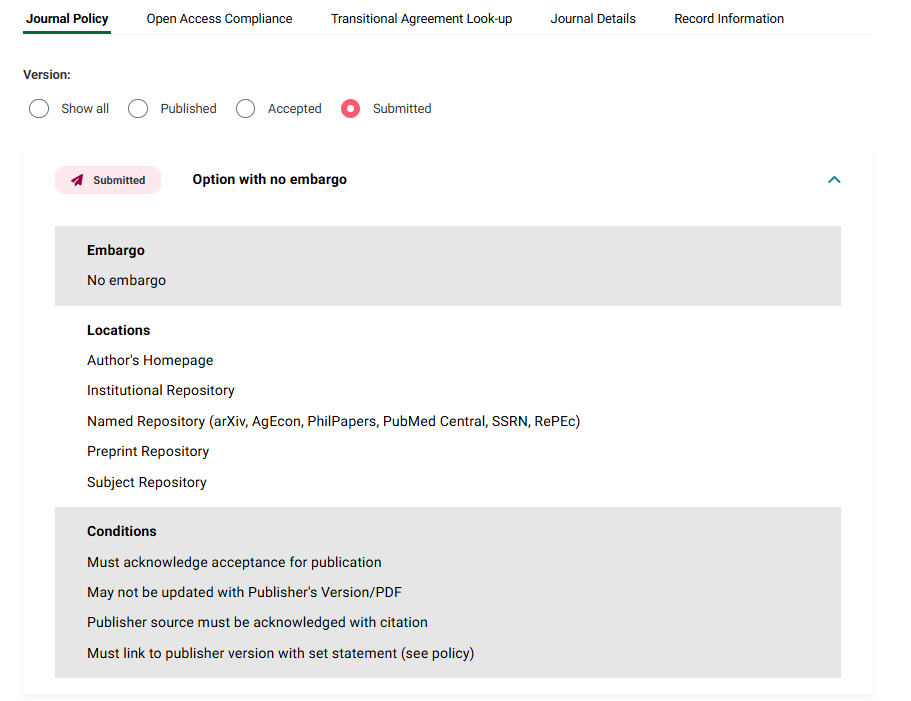 Journal Policy Open Access Compliance Transitional Agreement Look-up Journal Details Record Information
Version:
Show all Published Accepted Submitted
Submitted Option with no embargo
Embargo
No embargo
Locations
Author's Homepage
Institutional Repository
Named Repository (arXiv, AgEcon, PhilPapers, PubMed Central, SSRN, RePEc)
Preprint Repository
Subject Repository
Conditions
Must acknowledge acceptance for publication
May not be updated with Publisher's Version/PDF
Publisher source must be acknowledged with citation
Must link to publisher version with set statement (see policy)